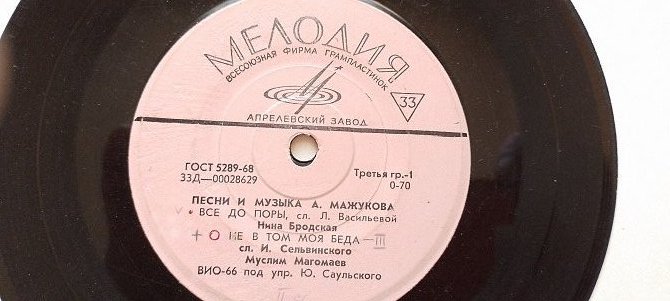 МЕЛОДИЯ
ВСЕСОЮЗНАЯ ФИРМА ГРАМПЛАСТИНОК
33
АПРЕЛЕВСКИЙ ЗАВОД
ГОСТ 5289-68
33Д—00028629
Третья гр.-1
0-70
ПЕСНИ И МУЗЫКА А. МАЖУКОВА
ВСЕ ДО ПОРЫ, сл. Л. Васильевой
Нина Бродская
+ О НЕ В ТОМ МОЯ БЕДА — III
сл. И. Сельвинского
Муслим Магомаев
ВИО-66 под упр. Ю. Саульского
II